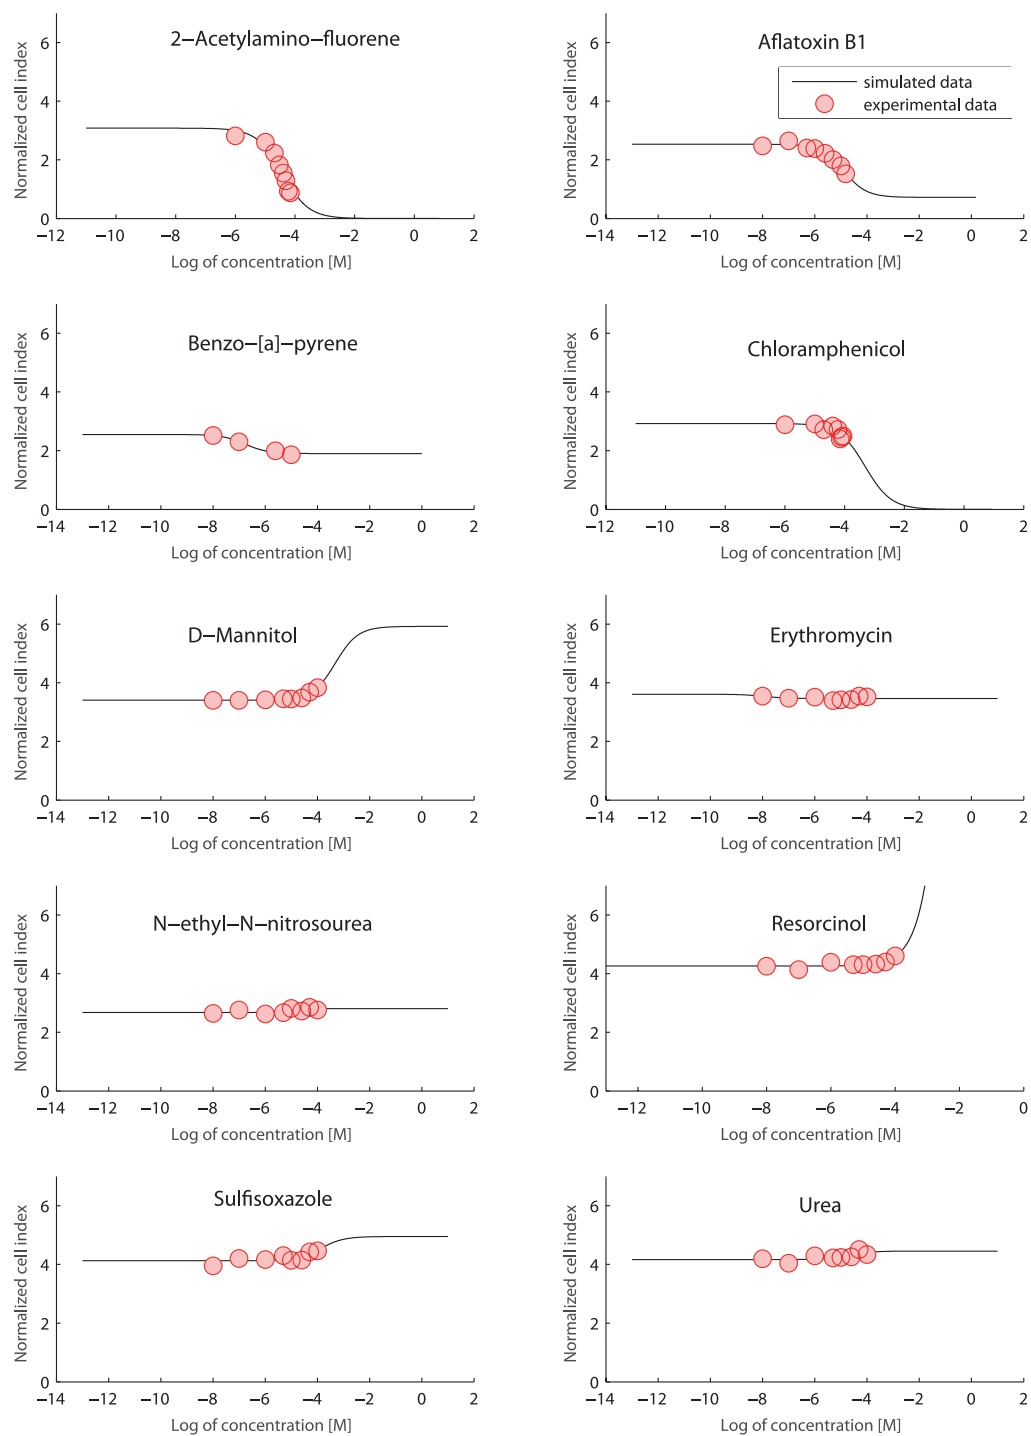 2−Acetylamino−fluorene
Normalized cell index
6
4
2
0
−12 −10 −8 −6 −4 −2 0 2
Log of concentration [M]
Aflatoxin B1
simulated data
experimental data
Normalized cell index
6
4
2
0
−14 −12 −10 −8 −6 −4 −2 0 2
Log of concentration [M]
Benzo−[a]−pyrene
Normalized cell index
6
4
2
0
−14 −12 −10 −8 −6 −4 −2 0 2
Log of concentration [M]
Chloramphenicol
Normalized cell index
6
4
2
0
−12 −10 −8 −6 −4 −2 0 2
Log of concentration [M]
D−Mannitol
Normalized cell index
6
4
2
0
−14 −12 −10 −8 −6 −4 −2 0 2
Log of concentration [M]
Erythromycin
Normalized cell index
6
4
2
0
−14 −12 −10 −8 −6 −4 −2 0 2
Log of concentration [M]
N−ethyl−N−nitrosourea
Normalized cell index
6
4
2
0
−14 −12 −10 −8 −6 −4 −2 0 2
Log of concentration [M]
Resorcinol
Normalized cell index
6
4
2
0
−12 −10 −8 −6 −4 −2 0
Log of concentration [M]
Sulfisoxazole
Normalized cell index
6
4
2
0
−14 −12 −10 −8 −6 −4 −2 0 2
Log of concentration [M]
Urea
Normalized cell index
6
4
2
0
−14 −12 −10 −8 −6 −4 −2 0 2
Log of concentration [M]